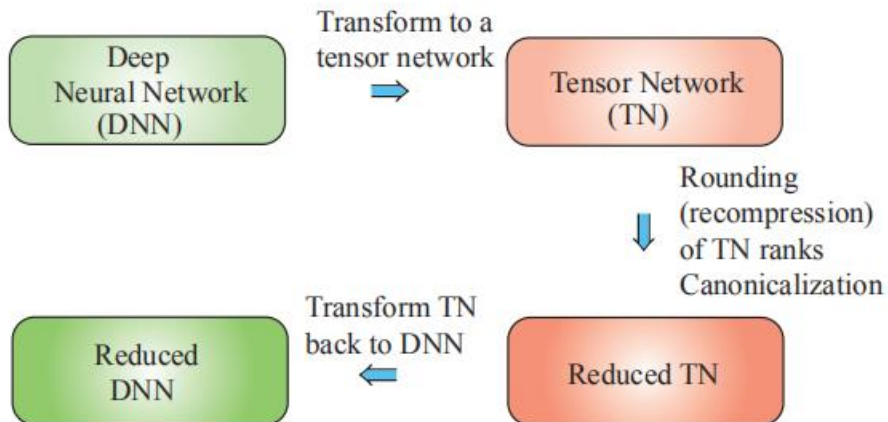 Deep
Neural Network
(DNN)
Transform to a
tensor network
Tensor Network
(TN)
Rounding
(recompression)
of TN ranks
Canonicalization
Reduced TN
Transform TN
back to DNN
Reduced
DNN